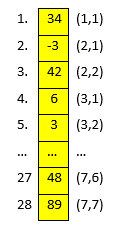 1. 34 (1,1)
2. -3 (2,1)
3. 42 (2,2)
4. 6 (3,1)
5. 3 (3,2)
... ... ...
27 48 (7,6)
28 89 (7,7)